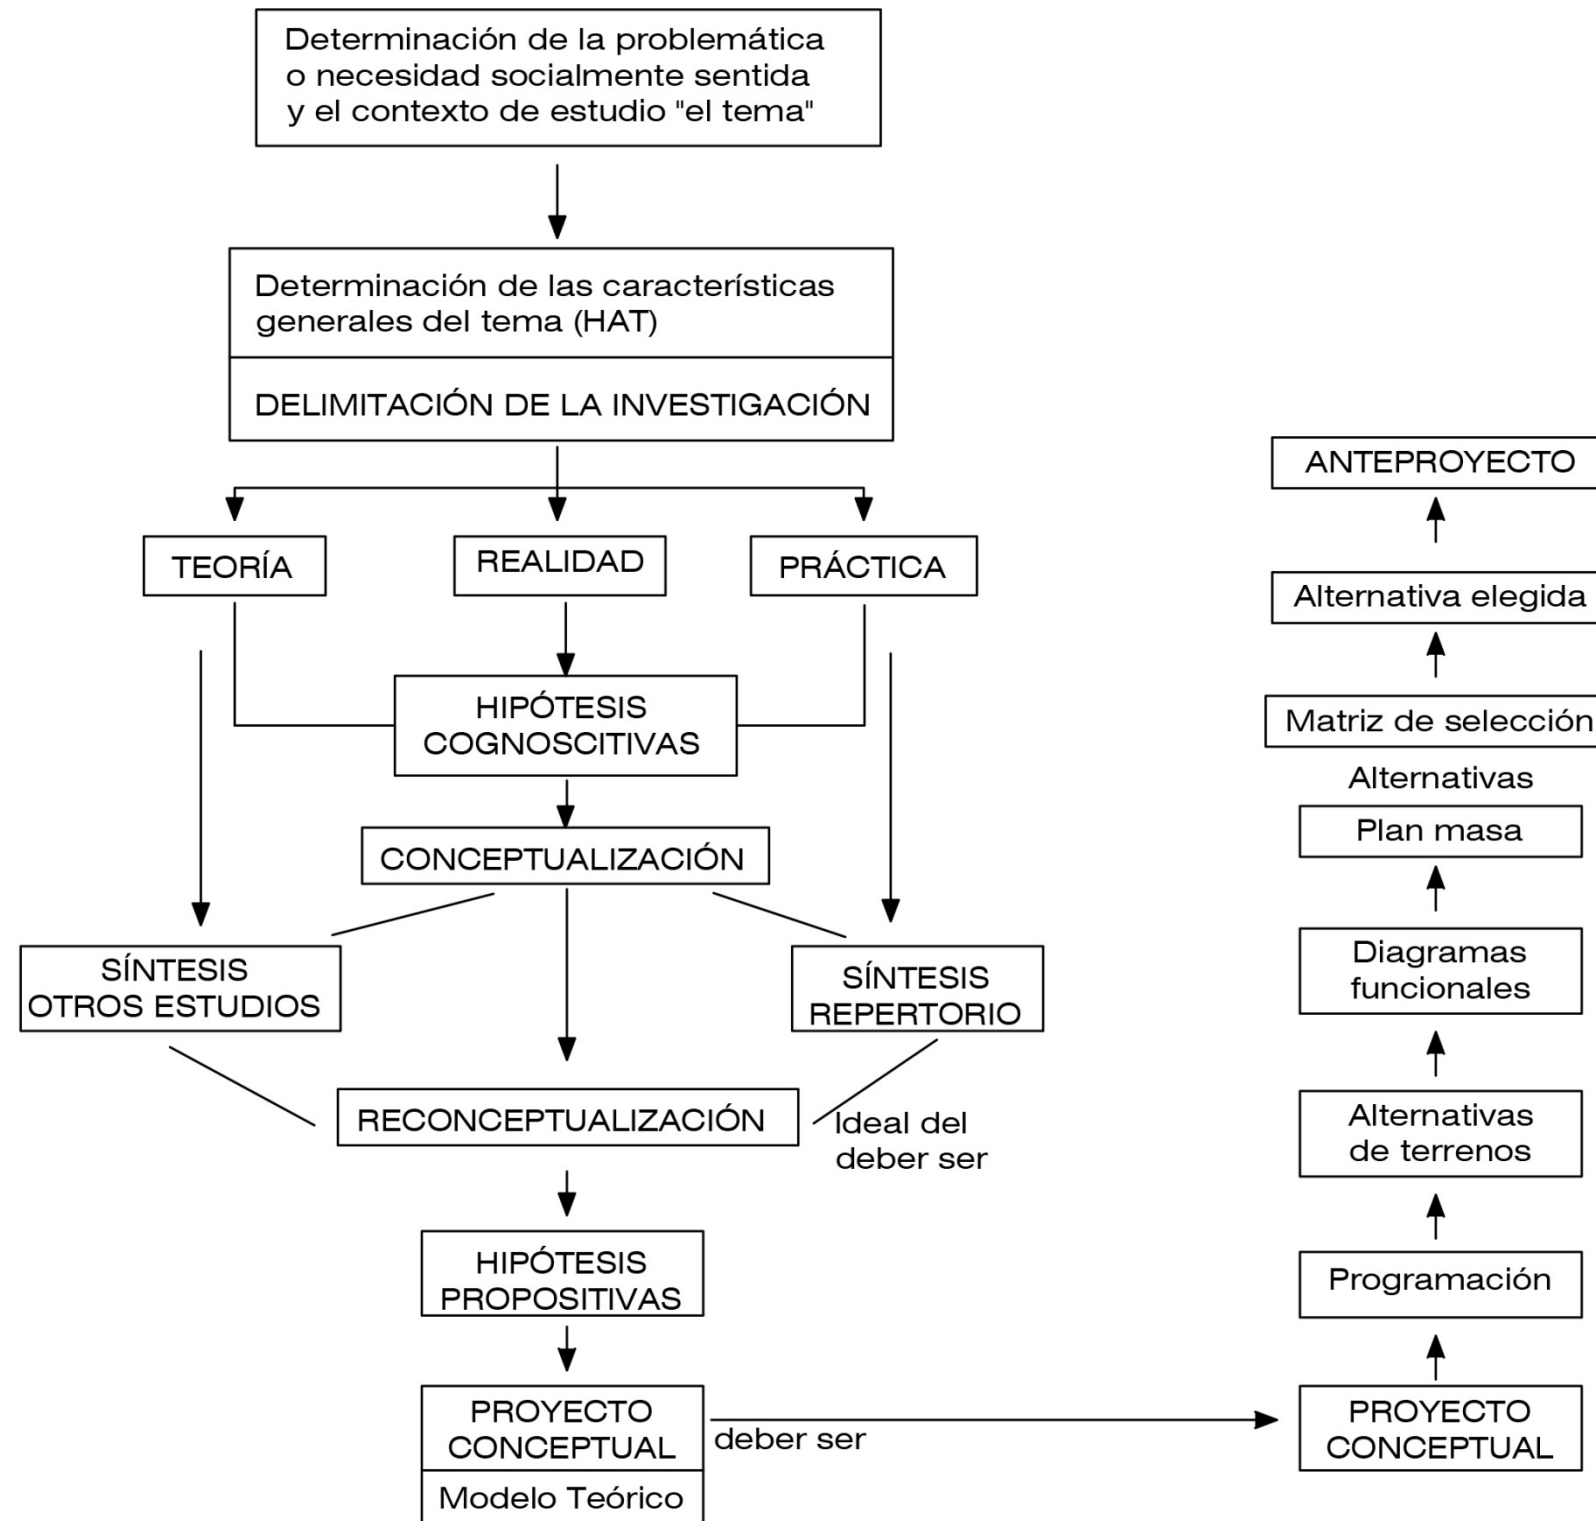 Determinación de la problemática
o necesidad socialmente sentida
y el contexto de estudio "el tema"
Determinación de las características
generales del tema (HAT)
DELIMITACIÓN DE LA INVESTIGACIÓN
TEORÍA
REALIDAD
PRÁCTICA
HIPÓTESIS
COGNOSCITIVAS
CONCEPTUALIZACIÓN
SÍNTESIS
OTROS ESTUDIOS
SÍNTESIS
REPERTORIO
RECONCEPTUALIZACIÓN
Ideal del
deber ser
HIPÓTESIS
PROPOSITIVAS
PROYECTO
CONCEPTUAL
Modelo Teórico
deber ser
ANTEPROYECTO
Alternativa elegida
Matriz de selección
Alternativas
Plan masa
Diagramas
funcionales
Alternativas
de terrenos
Programación
PROYECTO
CONCEPTUAL